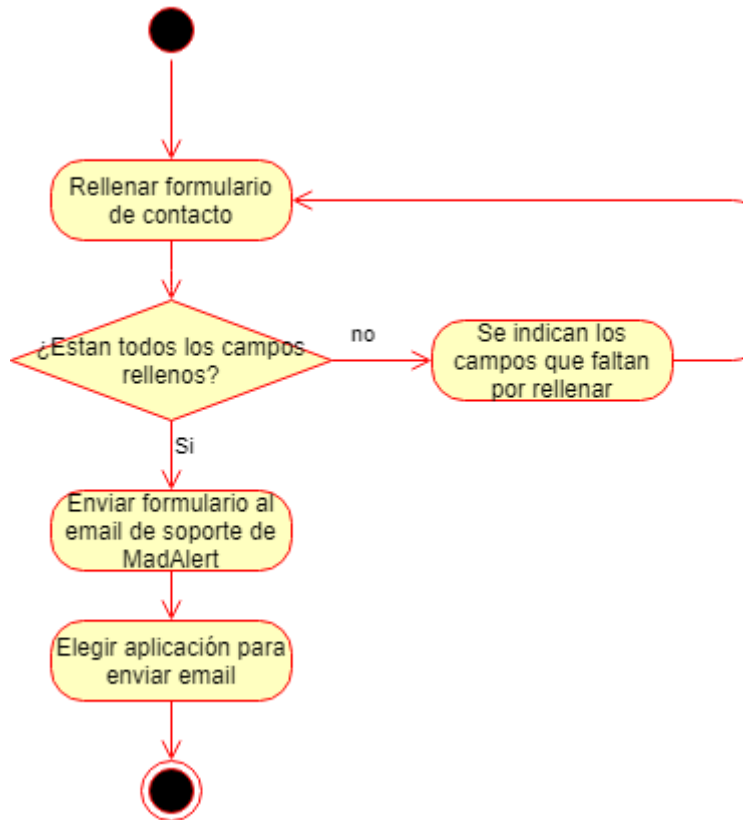 Rellenar formulario
de contacto
¿Estan todos los campos
rellenos?
no
Se indican los
campos que faltan
por rellenar
Si
Enviar formulario al
email de soporte de
MadAlert
Elegir aplicación para
enviar email